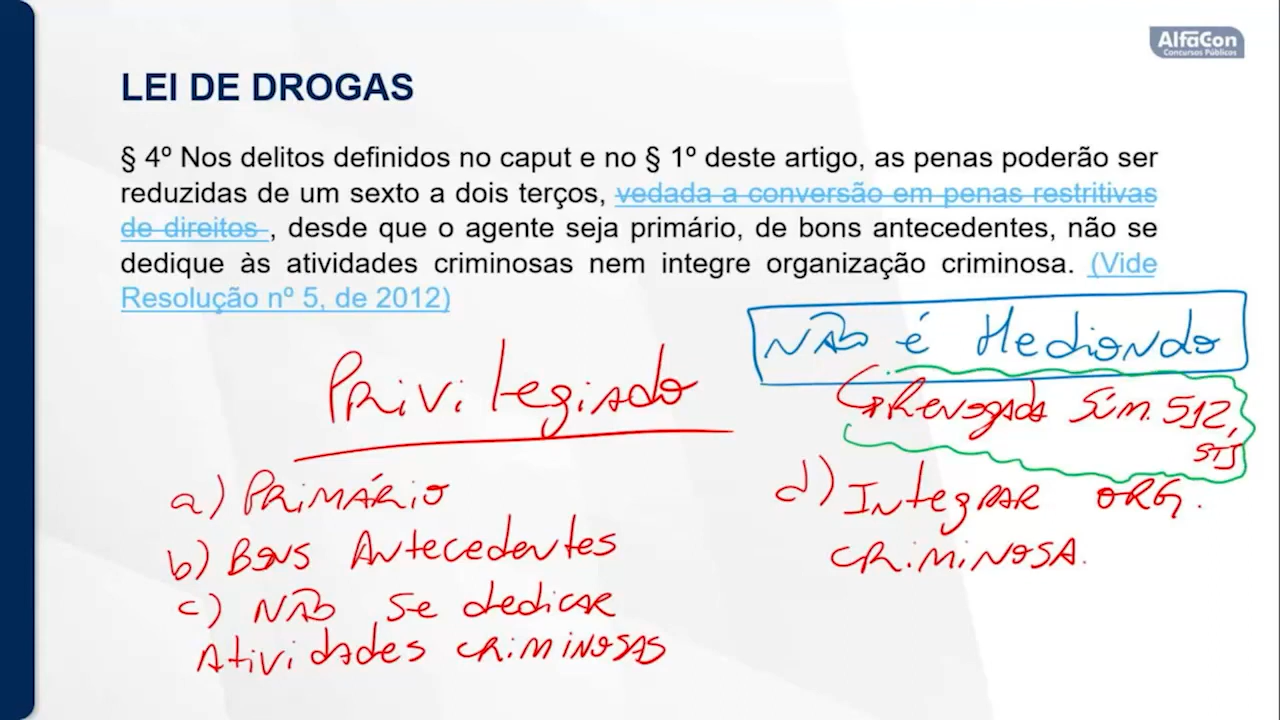 AlfaCon
Concursos Públicos
LEI DE DROGAS
§ 4º Nos delitos definidos no caput e no § 1º deste artigo, as penas poderão ser
reduzidas de um sexto a dois terços, vedada a conversão em penas restritivas
de direitos , desde que o agente seja primário, de bons antecedentes, não se
dedique às atividades criminosas nem integre organização criminosa. (Vide
Resolução nº 5, de 2012)
NÃO é Hediondo
Revogada Súm. 512,
STJ
Privilegiado
a) PRIMÁRIO
b) BONS Antecedentes
c) NÃO se dedicar
Atividades CRIMINOSAS
d) INtegRAR ORG.
CRIMINOSA.